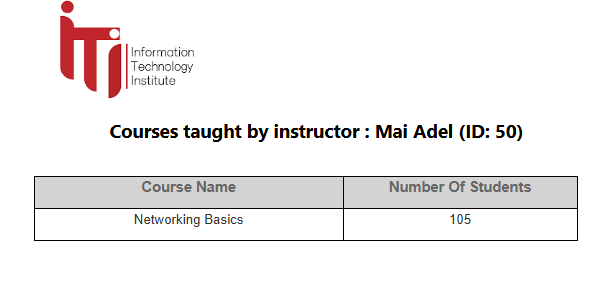 iTi
Information
Technology
Institute
Courses taught by instructor : Mai Adel (ID: 50)
Course Name Number Of Students
Networking Basics 105